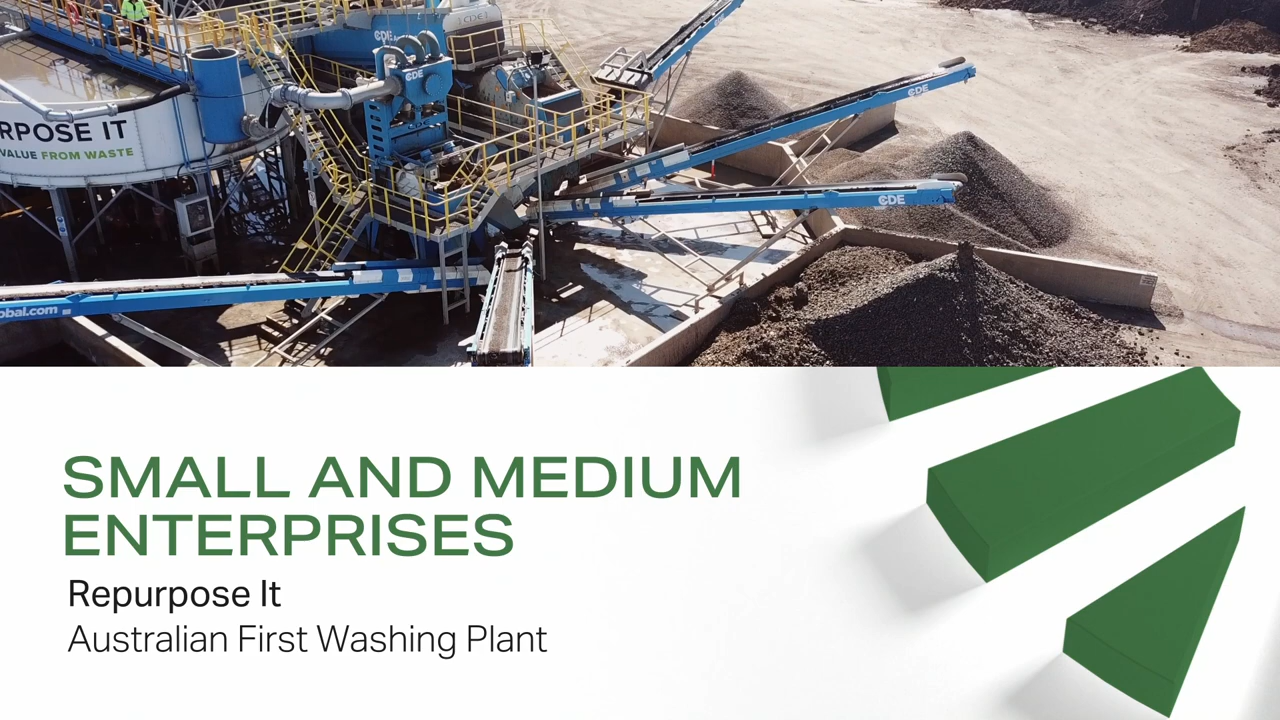 CDE
CDE
CDE
CDE
RPOSE IT
VALUE FROM WASTE
CDE
obal.com
SMALL AND MEDIUM
ENTERPRISES
Repurpose It
Australian First Washing Plant